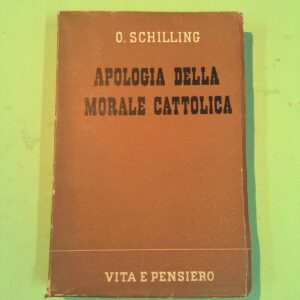 O. SCHILLING
APOLOGIA DELLA
MORALE CATTOLICA
VITA E PENSIERO